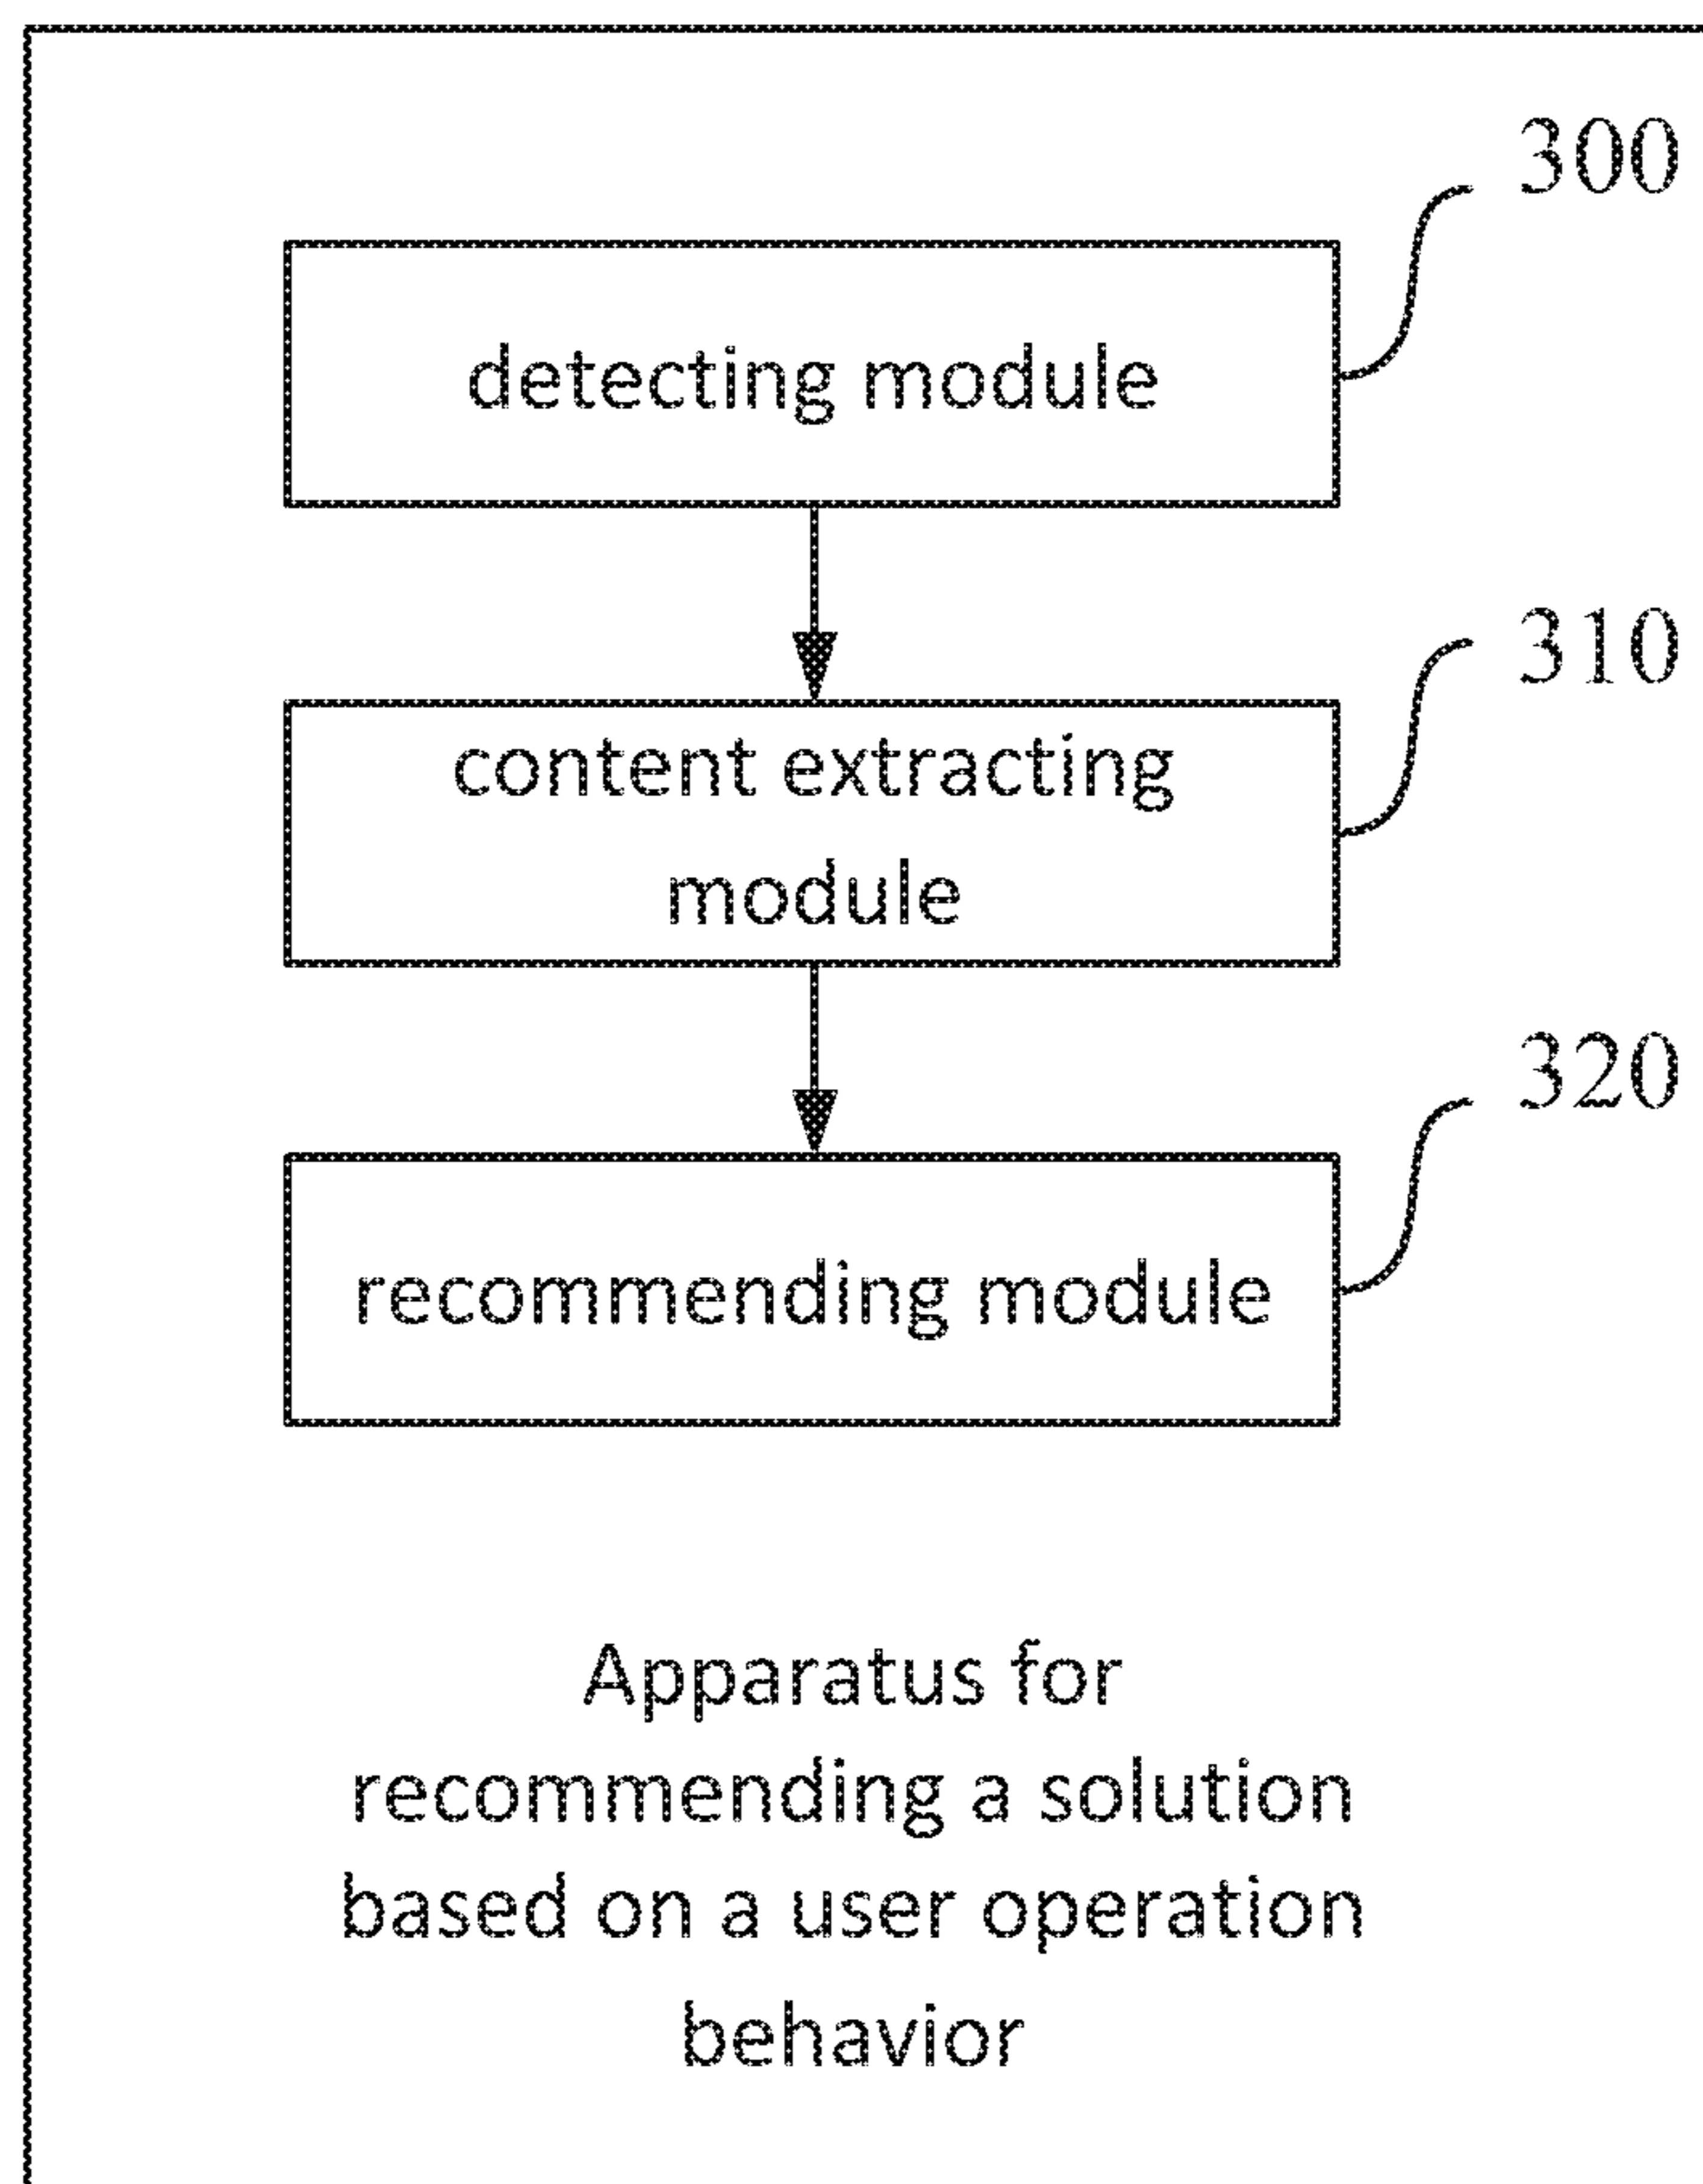 300
detecting module
310
content extracting
module
320
recommending module
Apparatus for
recommending a solution
based on a user operation
behavior